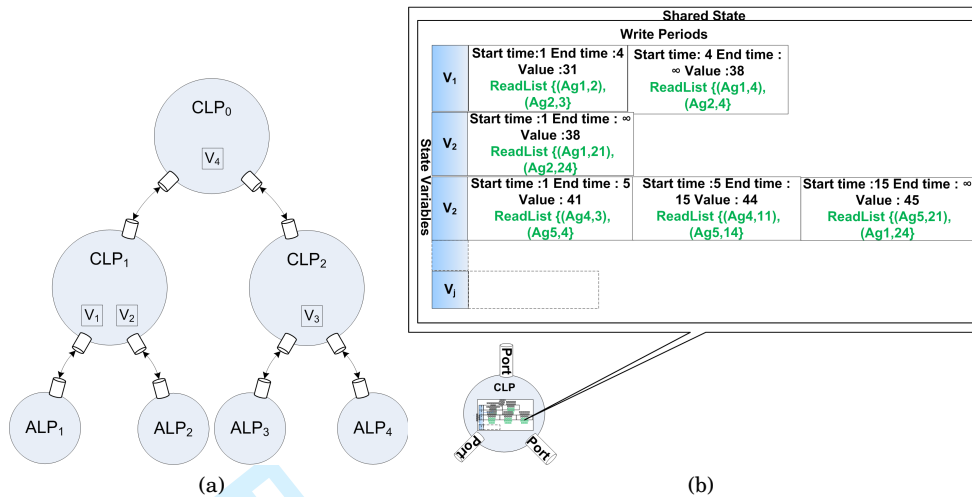 CLP0
V4
CLP1
CLP2
V1
V2
V3
ALP1
ALP2
ALP3
ALP4
(a)
Shared State
Write Periods
State Variables
V1
Start time:1 End time :4
Value :31
ReadList {(Ag1,2),
(Ag2,3}
Start time: 4 End time :
∞ Value :38
ReadList {(Ag1,4),
(Ag2,4}
V2
Start time :1 End time : ∞
Value :38
ReadList {(Ag1,21),
(Ag2,24}
V2
Start time :1 End time : 5
Value : 41
ReadList {(Ag4,3),
(Ag5,4}
Start time :5 End time :
15 Value : 44
ReadList {(Ag4,11),
(Ag5,14}
Start time :15 End time : ∞
Value : 45
ReadList {(Ag5,21),
(Ag1,24}
Vj
Port
CLP
Port
Port
(b)